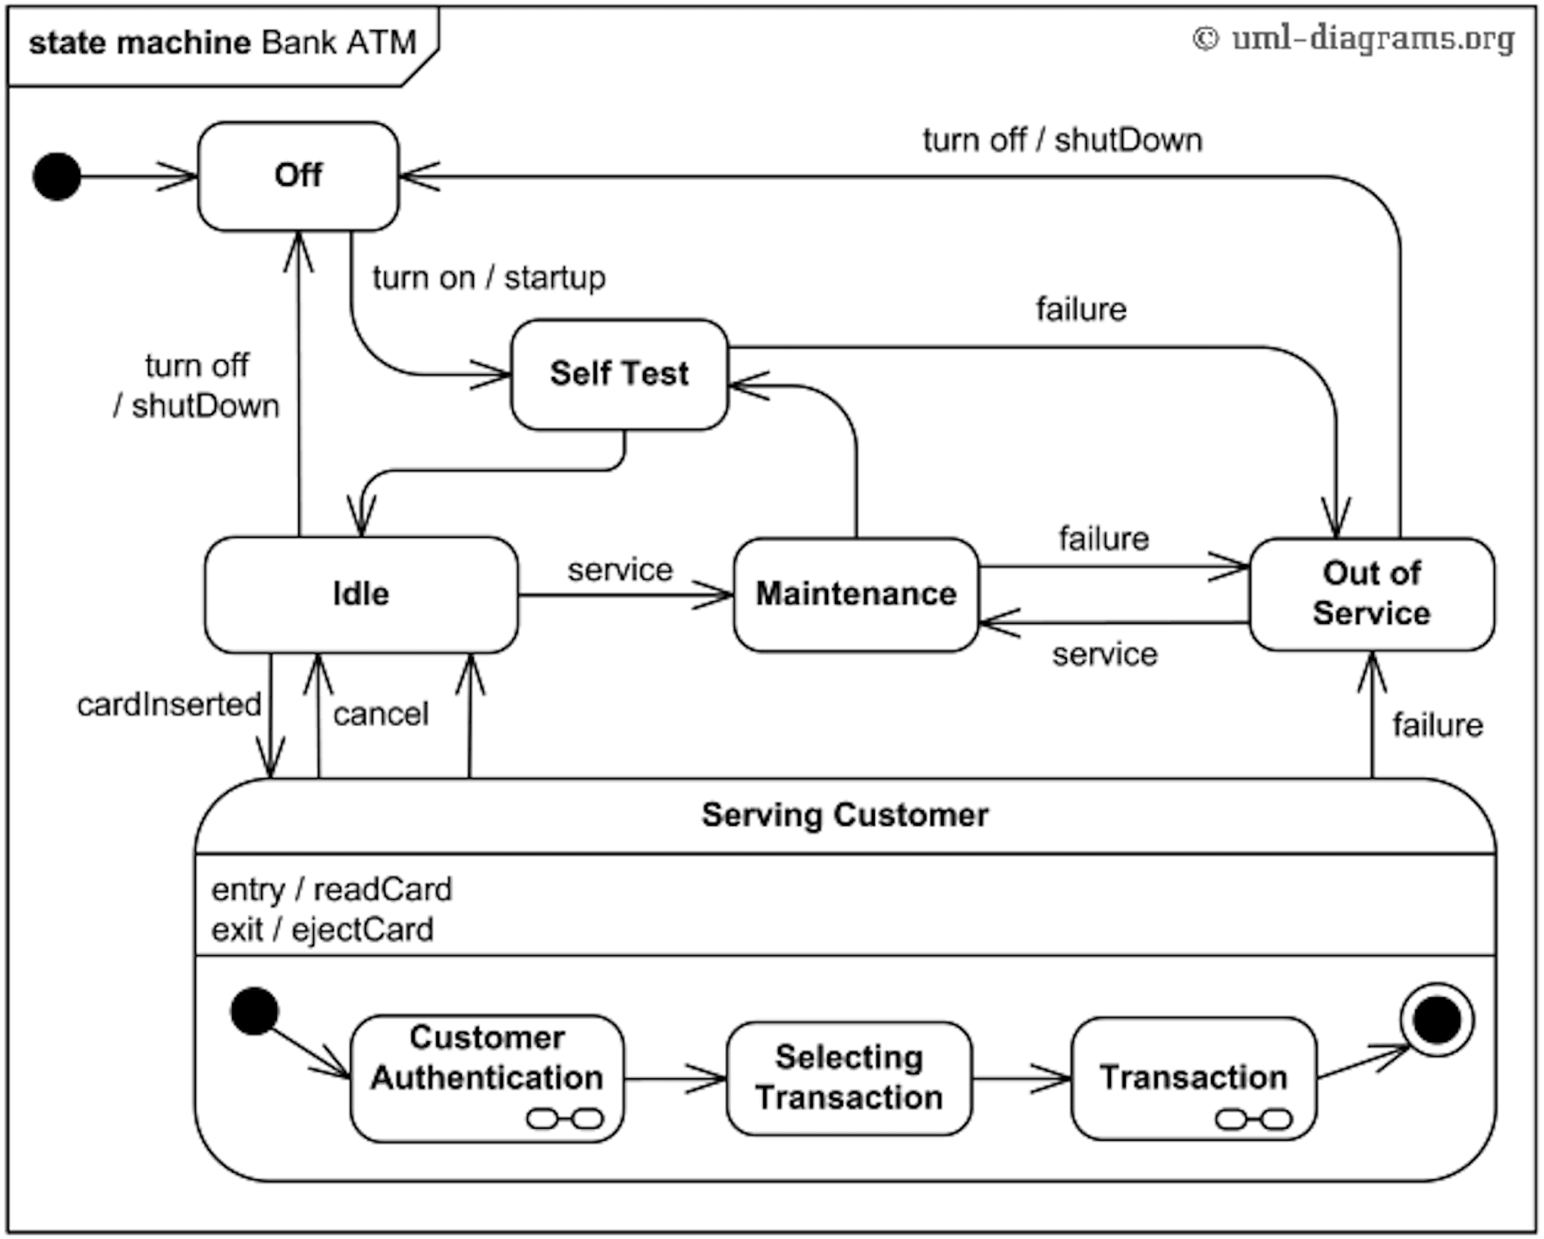 state machine Bank ATM
© uml-diagrams.org
Off
turn off / shutDown
turn on / startup
failure
turn off
/ shutDown
Self Test
Idle
service
Maintenance
failure
service
Out of
Service
cardInserted
cancel
failure
Serving Customer
entry / readCard
exit / ejectCard
Customer
Authentication
Selecting
Transaction
Transaction